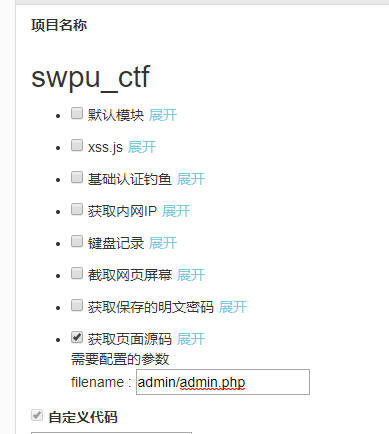 项目名称
swpu_ctf
默认模块 展开
xss.js 展开
基础认证钓鱼 展开
获取内网IP 展开
键盘记录 展开
截取网页屏幕 展开
获取保存的明文密码 展开
获取页面源码 展开
需要配置的参数
filename : admin/admin.php
自定义代码